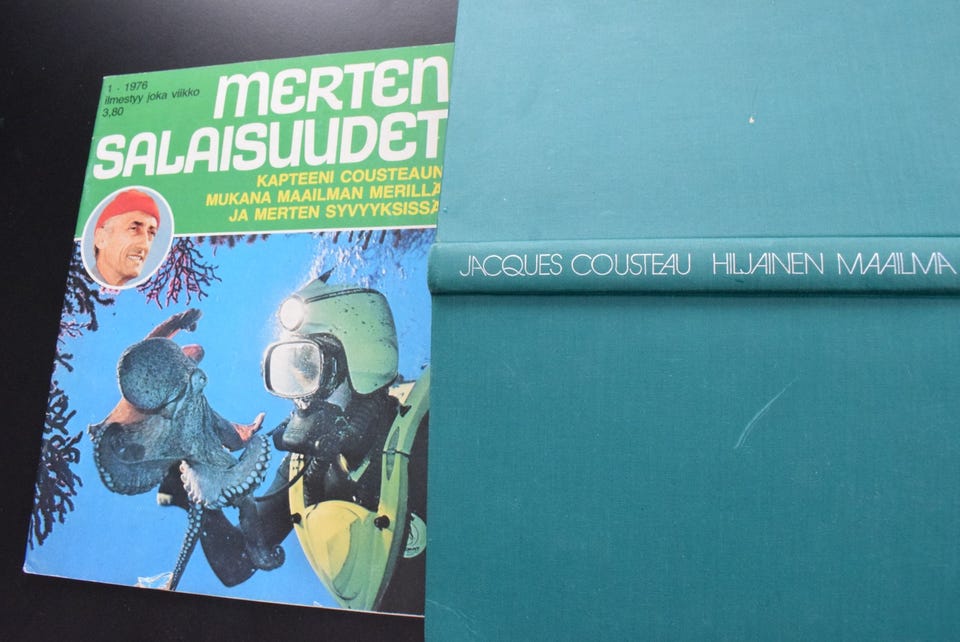 1 · 1976
ilmestyy joka viikko
3,80
MERTEN
SALAISUUDET
KAPTEENI COUSTEAUN
MUKANA MAAILMAN MERILLÄ
JA MERTEN SYVYYKSISSÄ
JACQUES COUSTEAU HILJAINEN MAAILMA